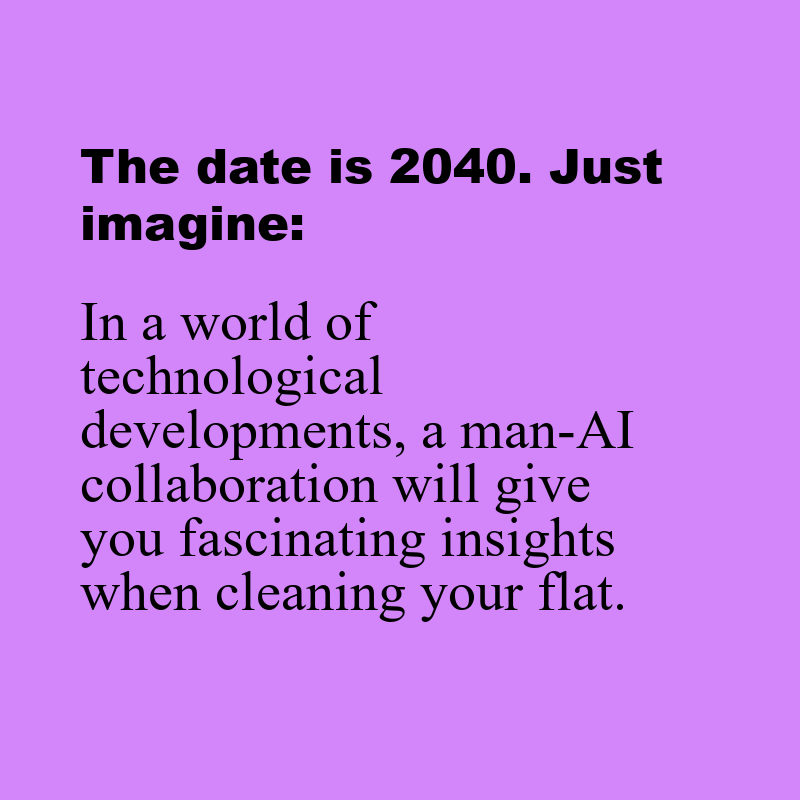 The date is 2040. Just
imagine:
In a world of
technological
developments, a man-AI
collaboration will give
you fascinating insights
when cleaning your flat.